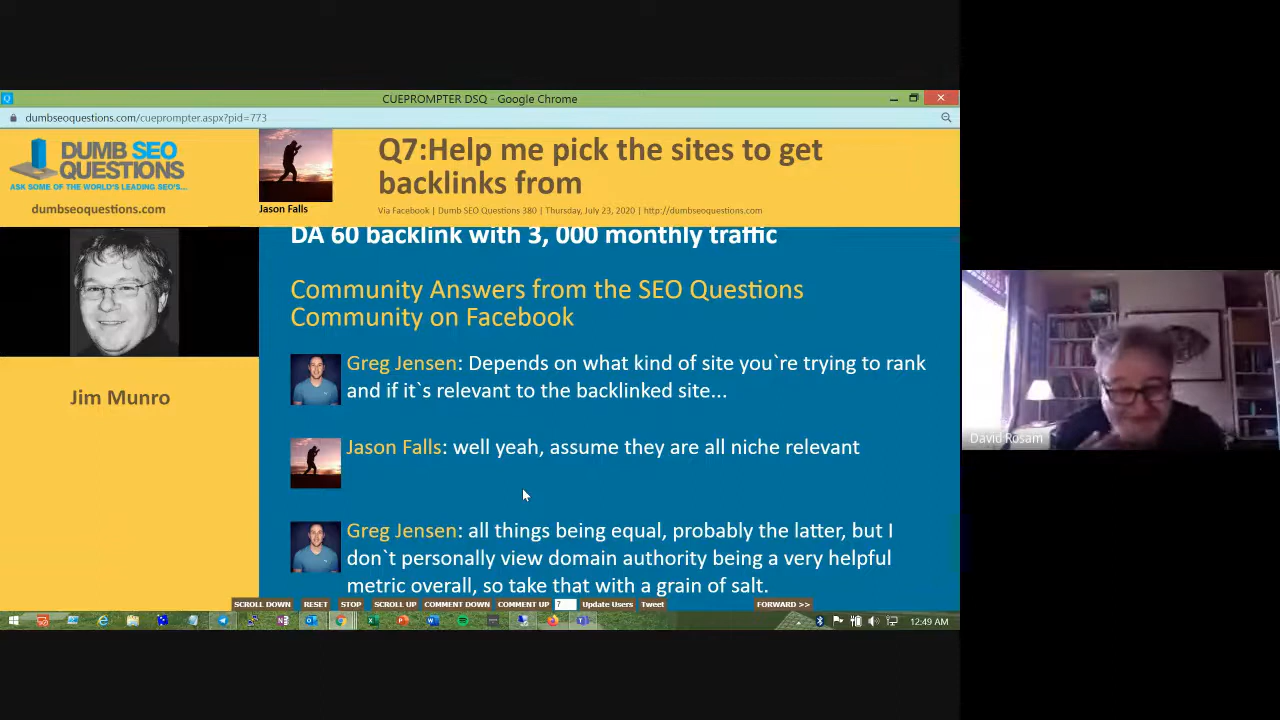 CUEPROMPTER DSQ - Google Chrome
dumbseoquestions.com/cueprompter.aspx?pid=773
DUMB SEO
QUESTIONS
ASK SOME OF THE WORLD'S LEADING SEO'S...
dumbseoquestions.com
Jason Falls
Q7:Help me pick the sites to get
backlinks from
Via Facebook | Dumb SEO Questions 380 | Thursday, July 23, 2020 | http://dumbseoquestions.com
DA 60 backlink with 3, 000 monthly traffic
Community Answers from the SEO Questions
Community on Facebook
Greg Jensen: Depends on what kind of site you`re trying to rank
and if it`s relevant to the backlinked site...
Jim Munro
Jason Falls: well yeah, assume they are all niche relevant
David Rosam
Greg Jensen: all things being equal, probably the latter, but I
don`t personally view domain authority being a very helpful
metric overall, so take that with a grain of salt.
SCROLL DOWN RESET STOP SCROLL UP COMMENT DOWN COMMENT UP 7 Update Users Tweet FORWARD >>
12:49 AM